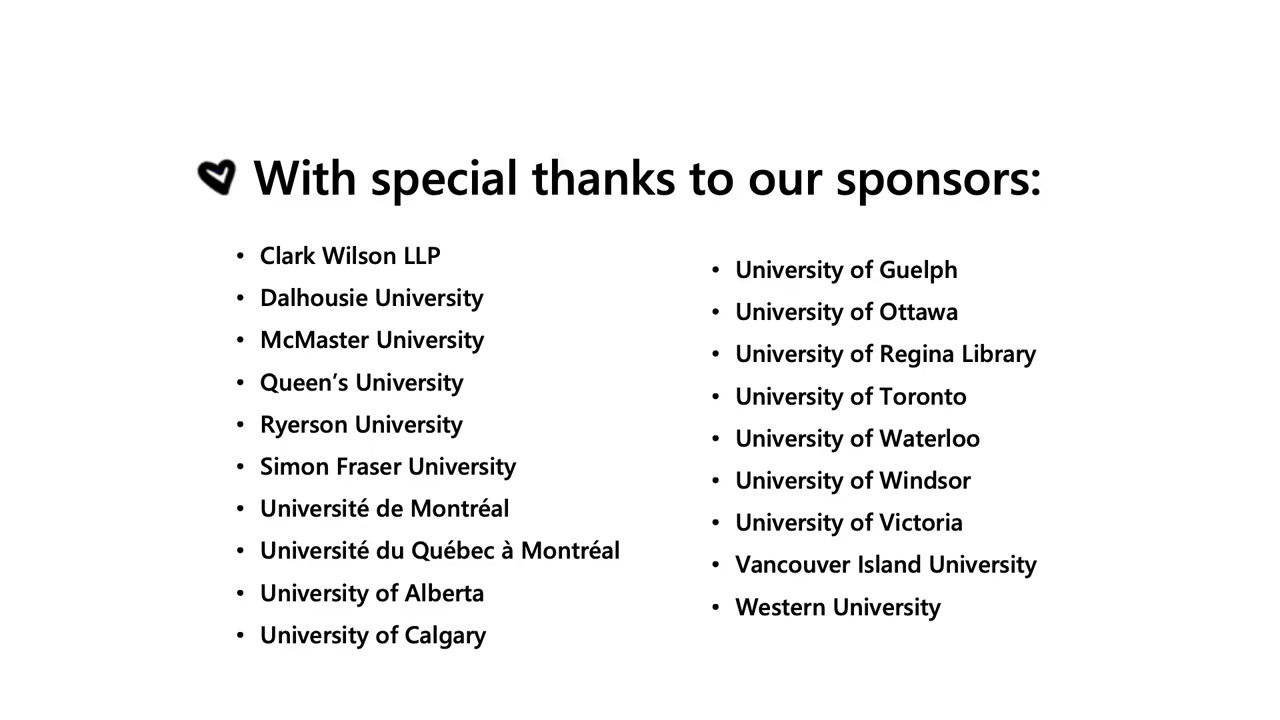 With special thanks to our sponsors:
• Clark Wilson LLP
• Dalhousie University
• McMaster University
• Queen’s University
• Ryerson University
• Simon Fraser University
• Université de Montréal
• Université du Québec à Montréal
• University of Alberta
• University of Calgary
• University of Guelph
• University of Ottawa
• University of Regina Library
• University of Toronto
• University of Waterloo
• University of Windsor
• University of Victoria
• Vancouver Island University
• Western University